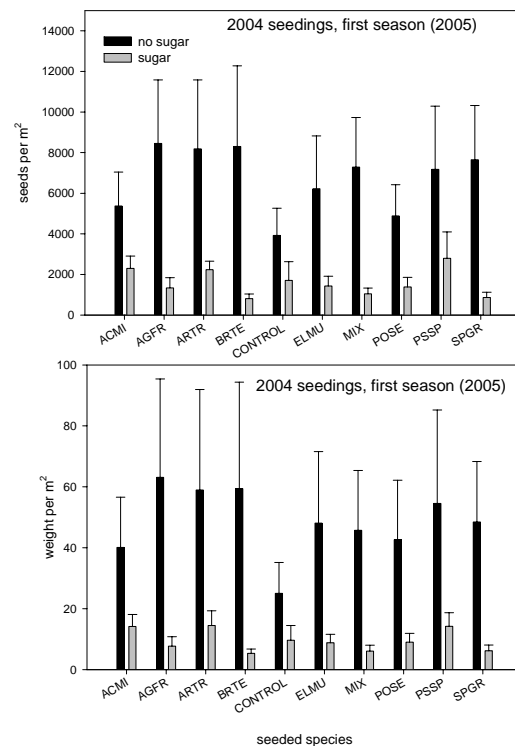 2004 seedings, first season (2005)
no sugar
sugar
seeds per m²
14000
12000
10000
8000
6000
4000
2000
0
ACMI AGFR ARTR BRTE CONTROL ELMU MIX POSE PSSP SPGR
2004 seedings, first season (2005)
weight per m²
100
80
60
40
20
0
ACMI AGFR ARTR BRTE CONTROL ELMU MIX POSE PSSP SPGR
seeded species